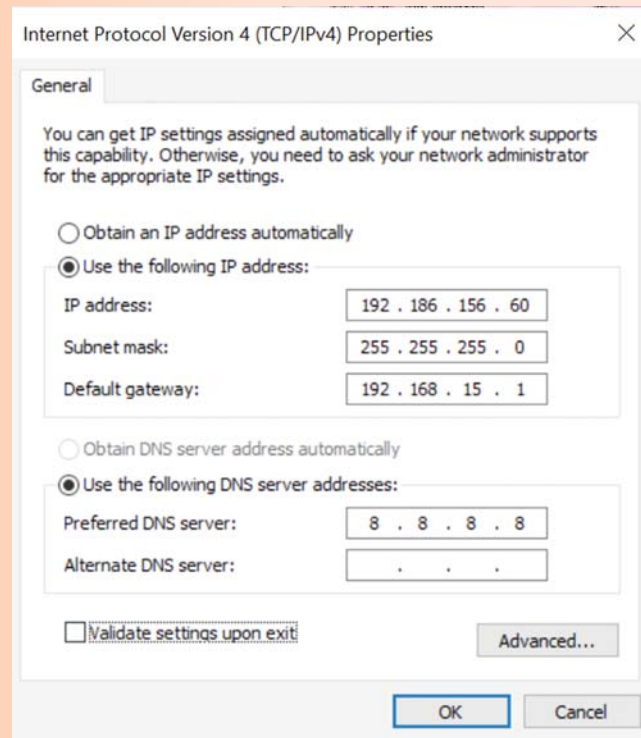 Internet Protocol Version 4 (TCP/IPv4) Properties
General
You can get IP settings assigned automatically if your network supports
this capability. Otherwise, you need to ask your network administrator
for the appropriate IP settings.
Obtain an IP address automatically
Use the following IP address:
IP address: 192 . 186 . 156 . 60
Subnet mask: 255 . 255 . 255 . 0
Default gateway: 192 . 168 . 15 . 1
Obtain DNS server address automatically
Use the following DNS server addresses:
Preferred DNS server: 8 . 8 . 8 . 8
Alternate DNS server: . . .
Validate settings upon exit
Advanced...
OK Cancel